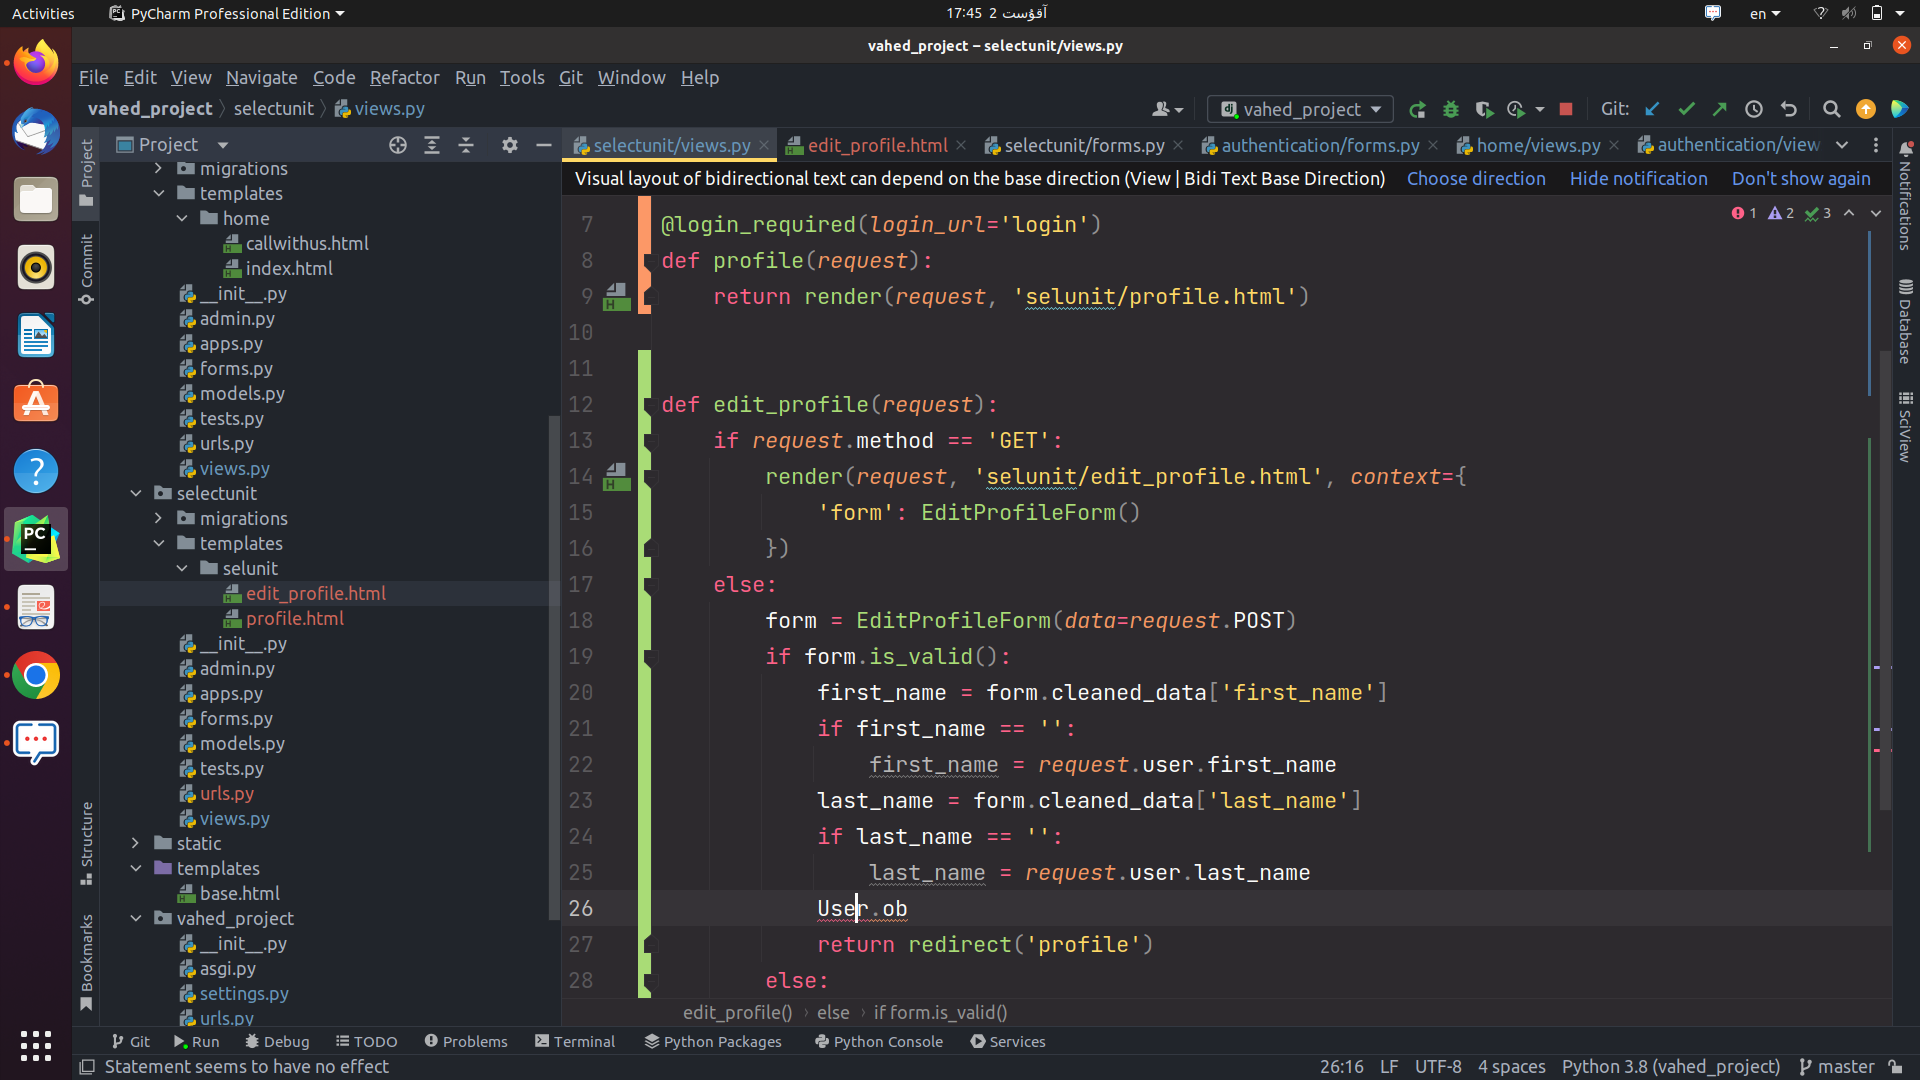 Activities
PyCharm Professional Edition
17:45 2 آقۇست
en
vahed_project – selectunit/views.py
File Edit View Navigate Code Refactor Run Tools Git Window Help
vahed_project selectunit views.py
vahed_project
Git:
Project
selectunit/views.py
edit_profile.html
selectunit/forms.py
authentication/forms.py
home/views.py
authentication/view
Visual layout of bidirectional text can depend on the base direction (View | Bidi Text Base Direction) Choose direction Hide notification Don't show again
Project
Commit
Structure
Bookmarks
migrations
templates
home
callwithus.html
index.html
__init__.py
admin.py
apps.py
forms.py
models.py
tests.py
urls.py
views.py
selectunit
migrations
templates
selunit
edit_profile.html
profile.html
__init__.py
admin.py
apps.py
forms.py
models.py
tests.py
urls.py
views.py
static
templates
base.html
vahed_project
__init__.py
asgi.py
settings.py
urls.py
1 2 3
7 @login_required(login_url='login')
8 def profile(request):
9 return render(request, 'selunit/profile.html')
10
11
12 def edit_profile(request):
13 if request.method == 'GET':
14 render(request, 'selunit/edit_profile.html', context={
15 'form': EditProfileForm()
16 })
17 else:
18 form = EditProfileForm(data=request.POST)
19 if form.is_valid():
20 first_name = form.cleaned_data['first_name']
21 if first_name == '':
22 first_name = request.user.first_name
23 last_name = form.cleaned_data['last_name']
24 if last_name == '':
25 last_name = request.user.last_name
26 User.ob
27 return redirect('profile')
28 else:
edit_profile() › else › if form.is_valid()
Notifications
Database
SciView
Git Run Debug TODO Problems Terminal Python Packages Python Console Services
Statement seems to have no effect
26:16 LF UTF-8 4 spaces Python 3.8 (vahed_project) master